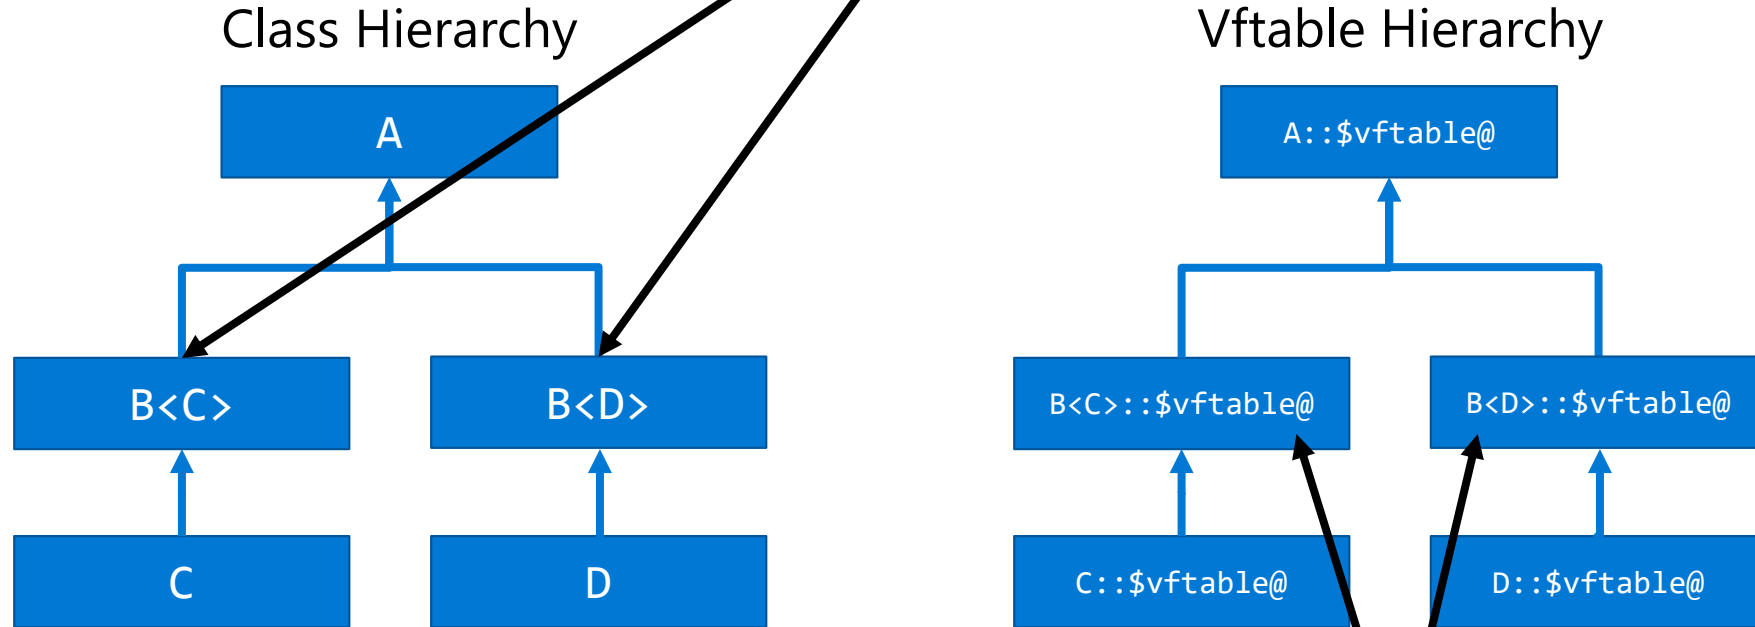 Class Hierarchy
Vftable Hierarchy
A
A::$vftable@
B<C>
B<D>
B<C>::$vftable@
B<D>::$vftable@
C
D
C::$vftable@
D::$vftable@